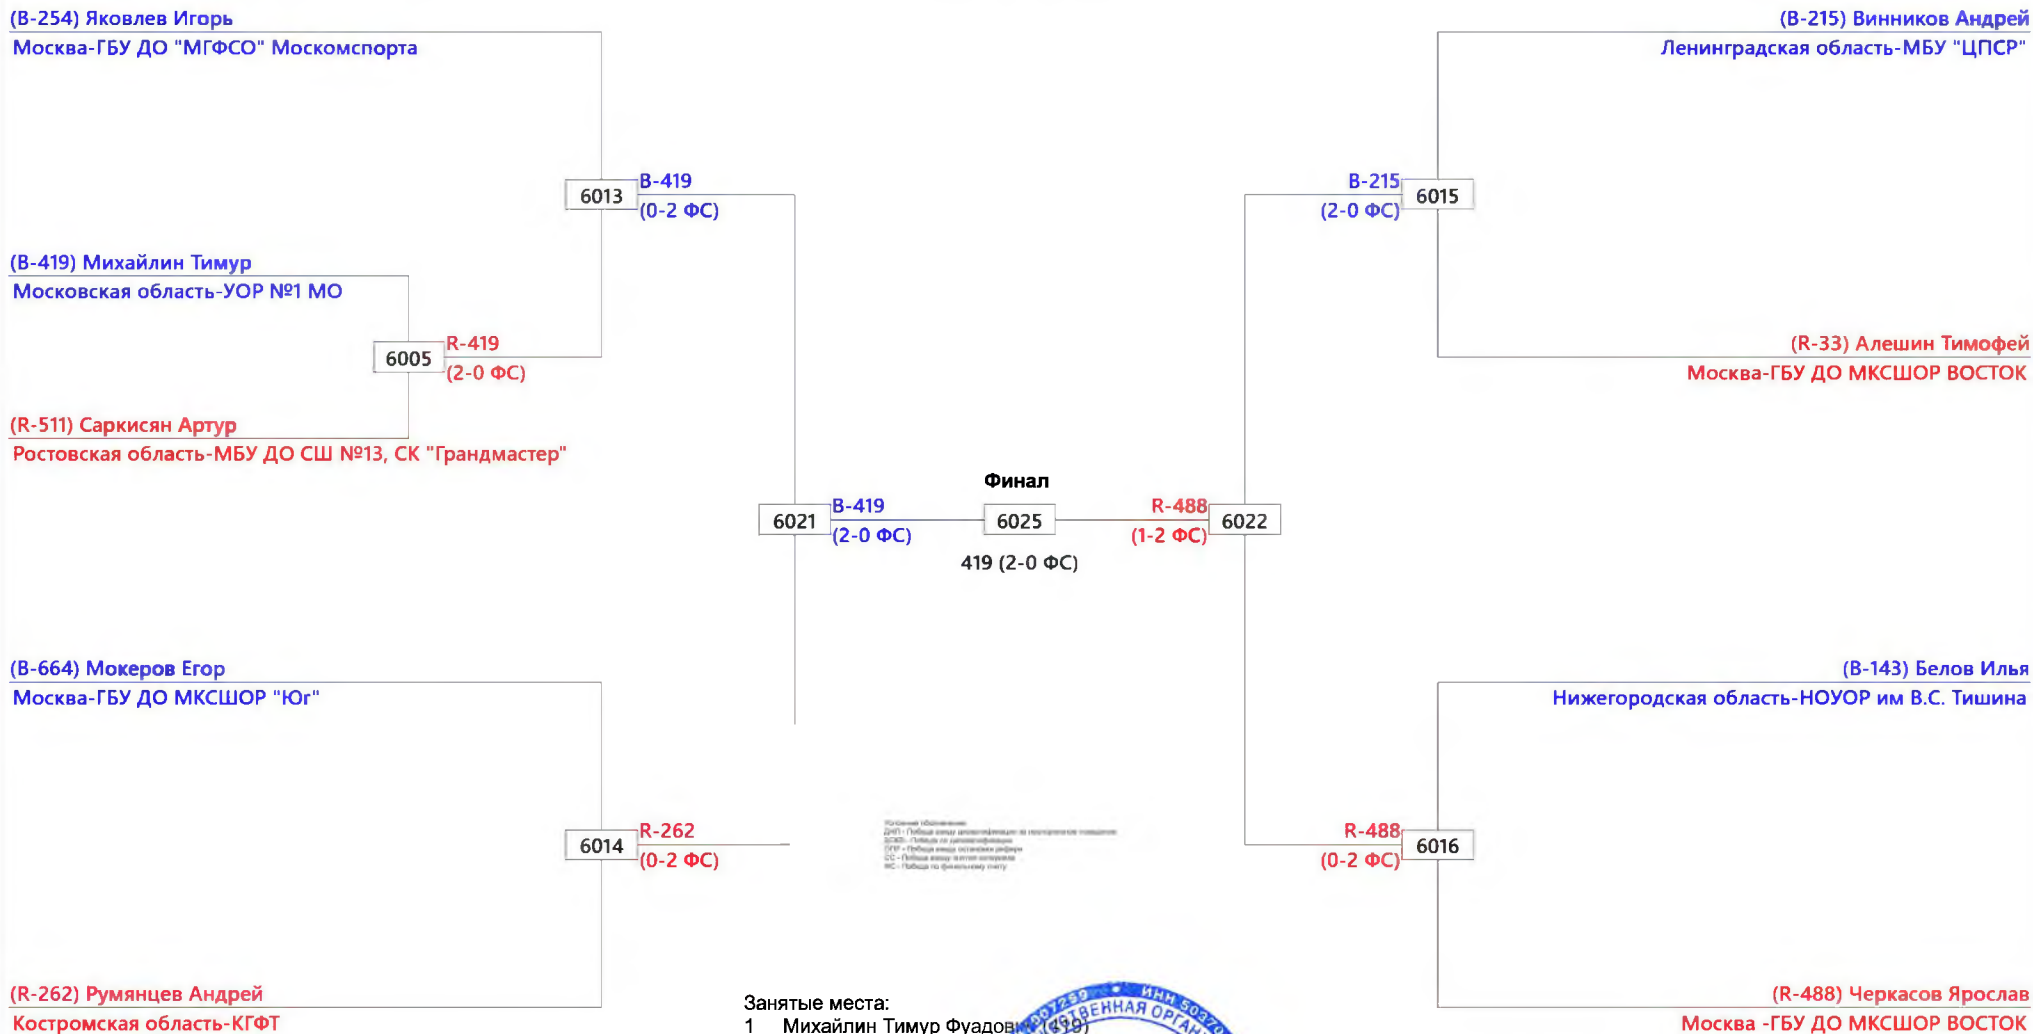 (B-254) Яковлев Игорь
Москва-ГБУ ДО "МГФСО" Москомспорта
(B-215) Винников Андрей
Ленинградская область-МБУ "ЦПСР"
6013
B-419
(0-2 ФС)
B-215
(2-0 ФС)
6015
(B-419) Михайлин Тимур
Московская область-УОР №1 МО
6005
R-419
(2-0 ФС)
(R-33) Алешин Тимофей
Москва-ГБУ ДО МКСШОР ВОСТОК
(R-511) Саркисян Артур
Ростовская область-МБУ ДО СШ №13, СК "Грандмастер"
Финал
6021
B-419
(2-0 ФС)
6025
R-488
(1-2 ФС)
6022
419 (2-0 ФС)
(B-664) Мокеров Егор
Москва-ГБУ ДО МКСШОР "Юг"
(B-143) Белов Илья
Нижегородская область-НОУОР им В.С. Тишина
6014
R-262
(0-2 ФС)
R-488
(0-2 ФС)
6016
(R-262) Румянцев Андрей
Костромская область-КГФТ
Занятые места:
1 Михайлин Тимур (419)
(R-488) Черкасов Ярослав
Москва -ГБУ ДО МКСШОР ВОСТОК